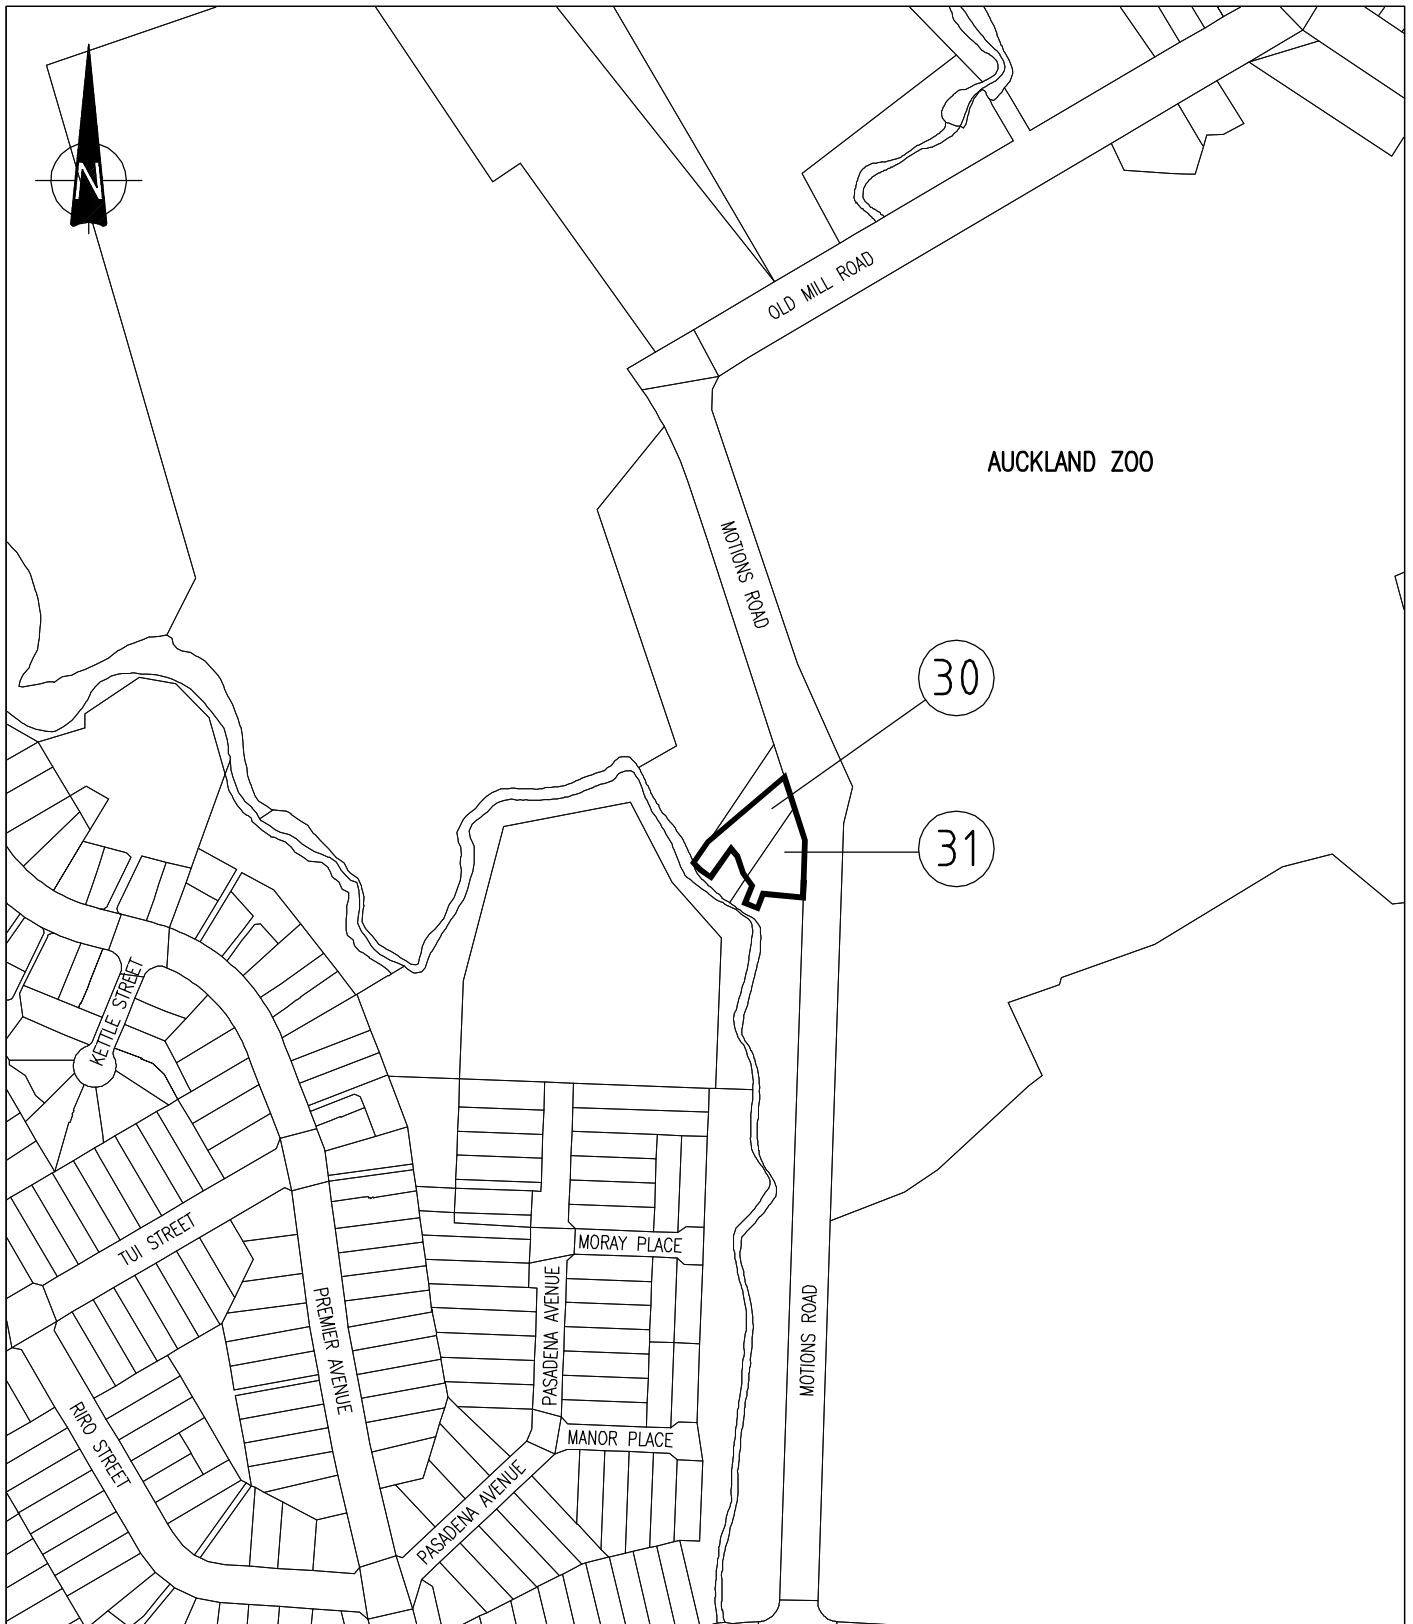 N
OLD MILL ROAD
AUCKLAND ZOO
MOTIONS ROAD
30
31
KETTLE STREET
TUI STREET
MORAY PLACE
PASADENA AVENUE
PREMIER AVENUE
MOTIONS ROAD
RIRO STREET
MANOR PLACE
PASADENA AVENUE